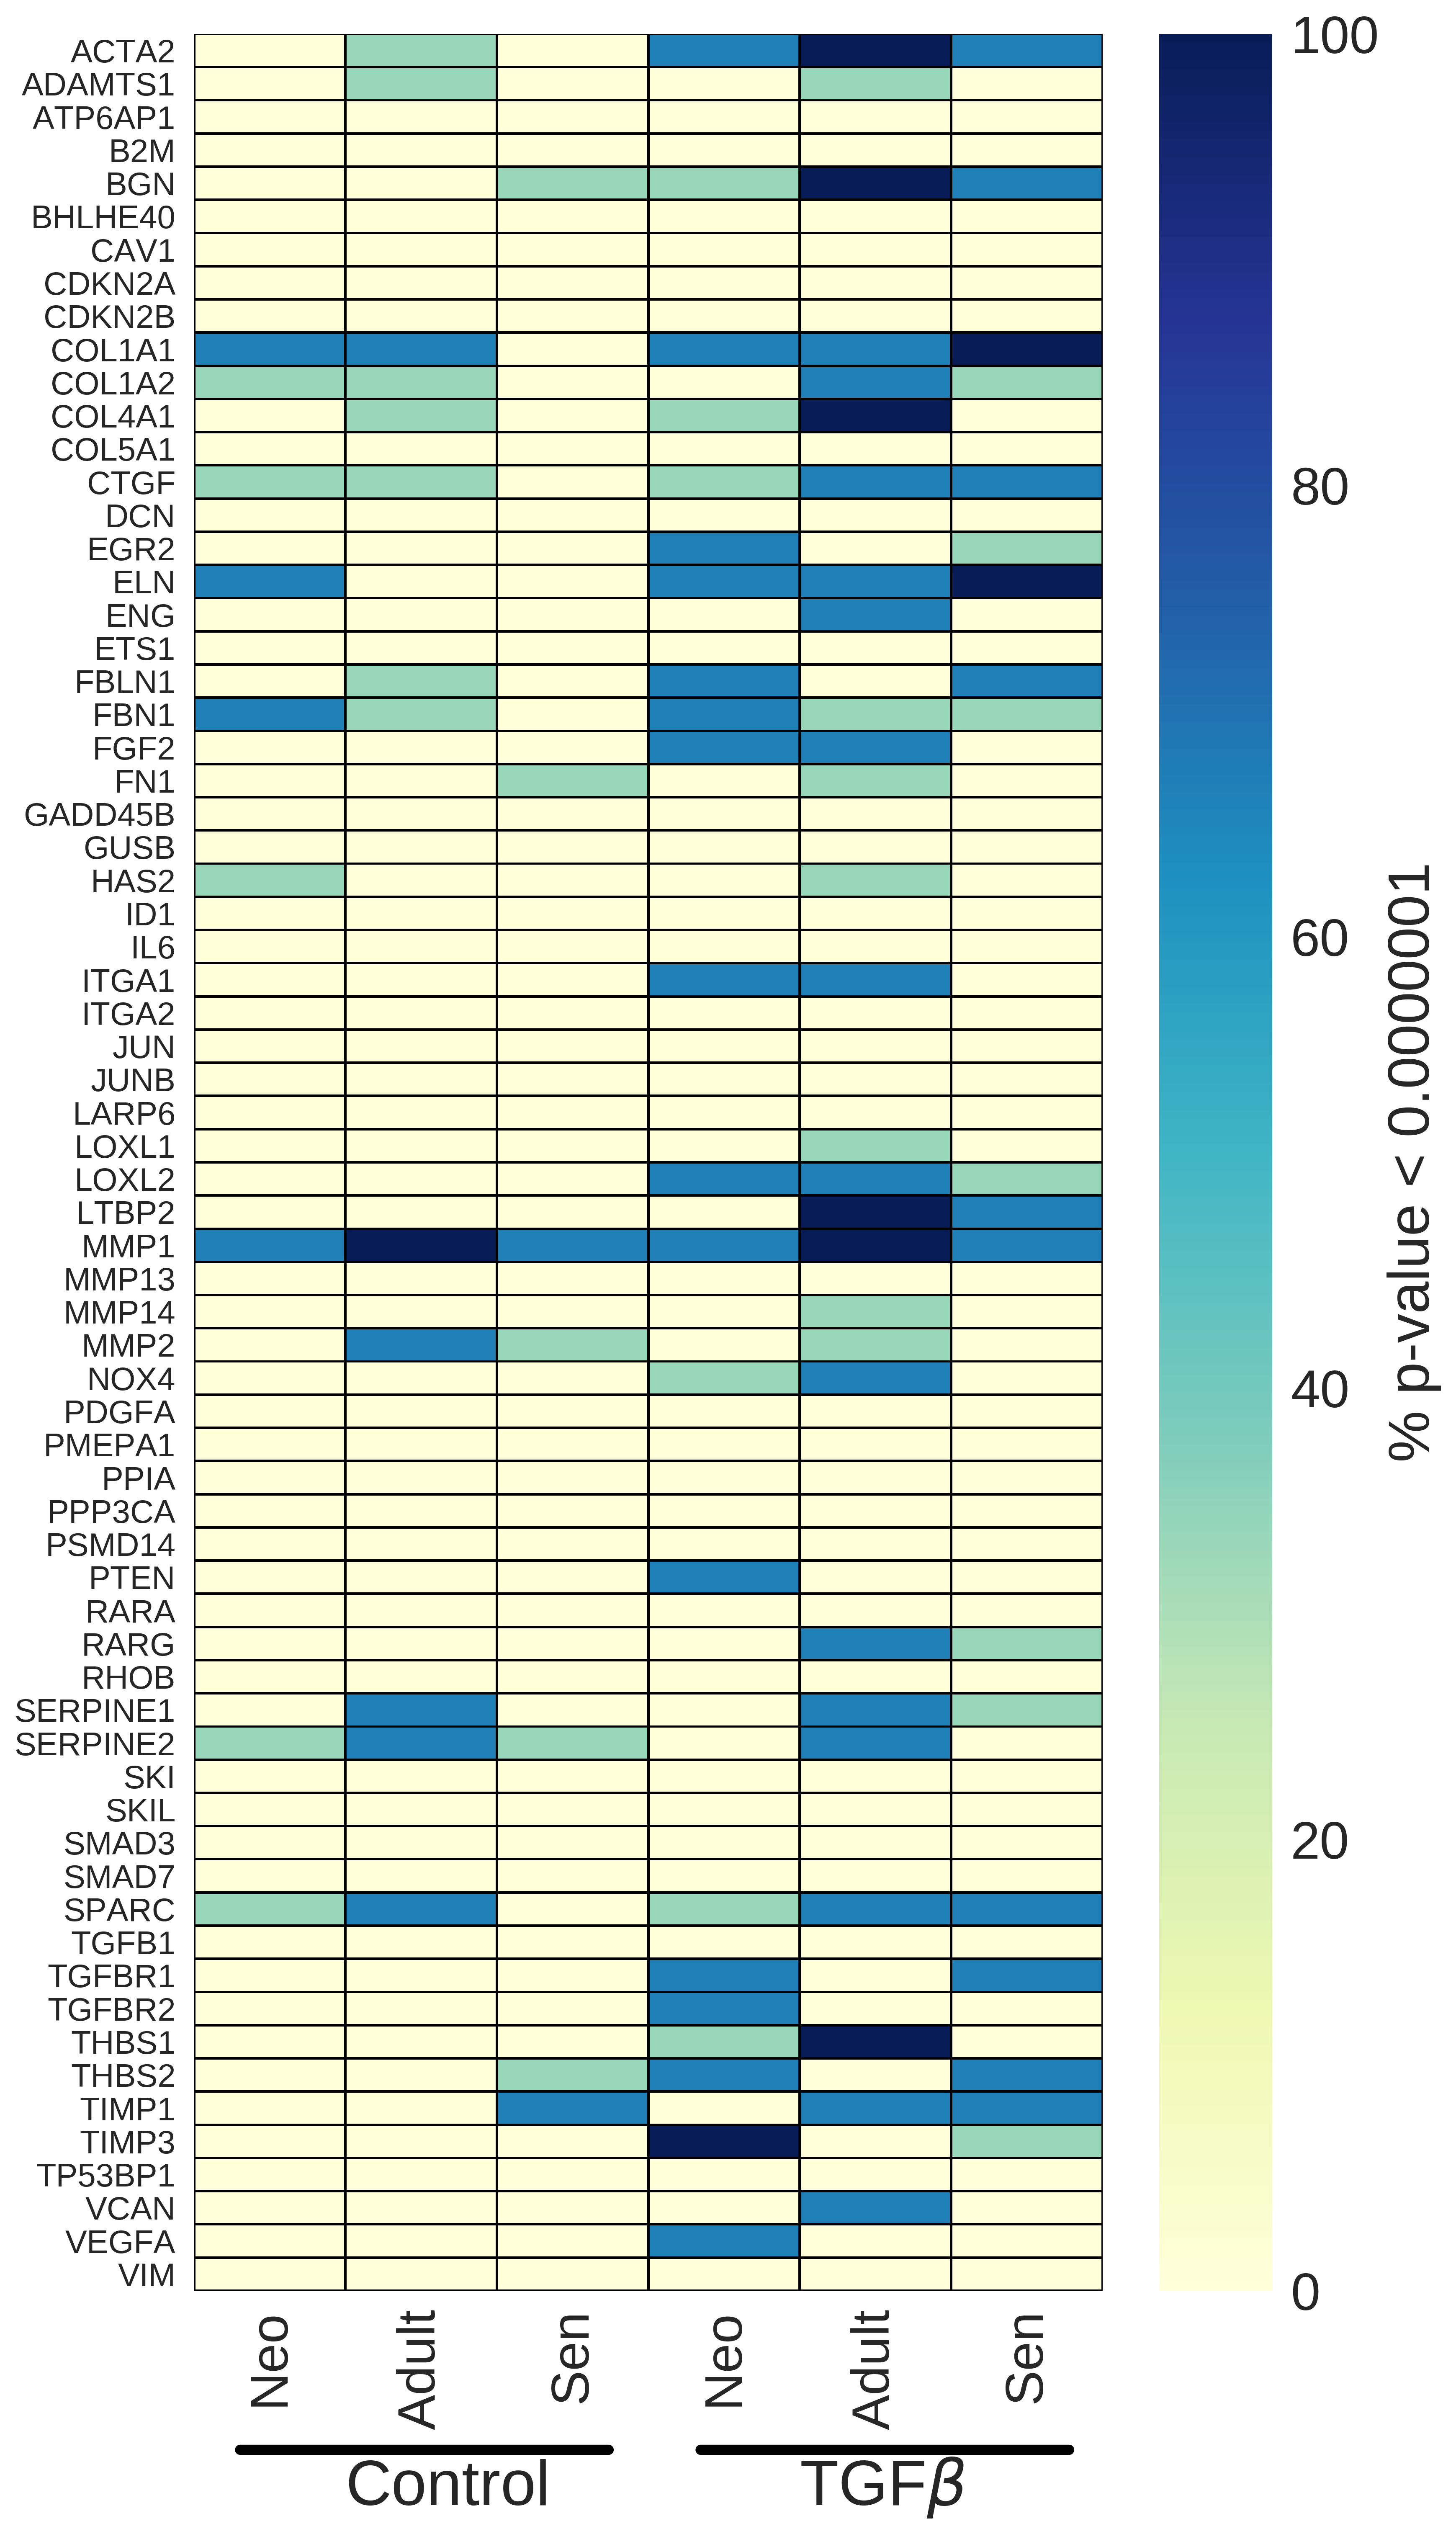 ACTA2
ADAMTS1
ATP6AP1
B2M
BGN
BHLHE40
CAV1
CDKN2A
CDKN2B
COL1A1
COL1A2
COL4A1
COL5A1
CTGF
DCN
EGR2
ELN
ENG
ETS1
FBLN1
FBN1
FGF2
FN1
GADD45B
GUSB
HAS2
ID1
IL6
ITGA1
ITGA2
JUN
JUNB
LARP6
LOXL1
LOXL2
LTBP2
MMP1
MMP13
MMP14
MMP2
NOX4
PDGFA
PMEPA1
PPIA
PPP3CA
PSMD14
PTEN
RARA
RARG
RHOB
SERPINE1
SERPINE2
SKI
SKIL
SMAD3
SMAD7
SPARC
TGFB1
TGFBR1
TGFBR2
THBS1
THBS2
TIMP1
TIMP3
TP53BP1
VCAN
VEGFA
VIM
Neo Adult Sen Neo Adult Sen
Control TGFβ
100
80
60
40
20
0
% p-value < 0.0000001